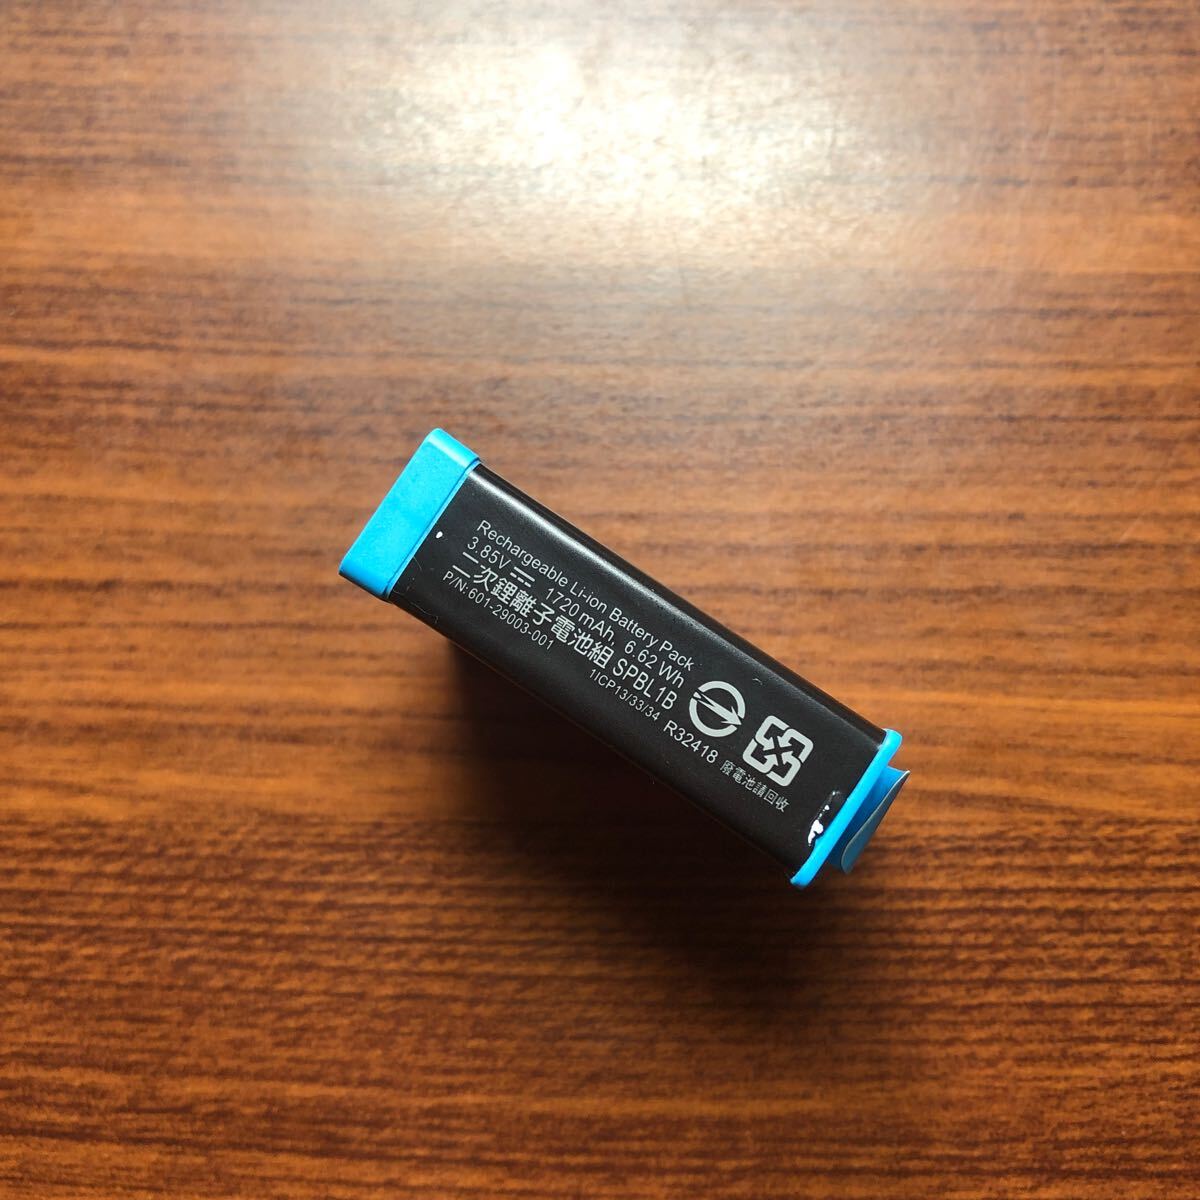 Rechargeable Li-ion Battery Pack
3.85V ⎓ 1720 mAh, 6.62 Wh
二次鋰離子電池組 SPBL1B
P/N:601-29003-001
1ICP13/33/34
R32418
廢電池請回收